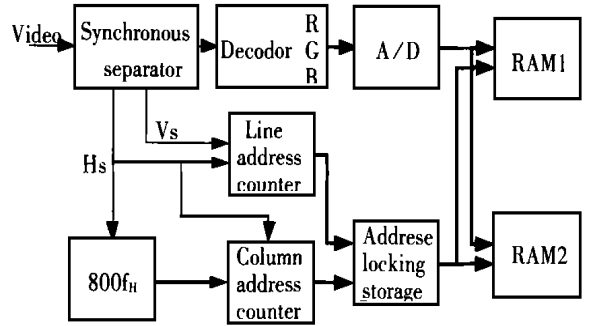 Video
Synchronous
separator
Decodor
R
G
B
A/D
RAM1
Vs
Hs
Line
address
counter
800fH
Column
address
counter
Addrese
locking
storage
RAM2